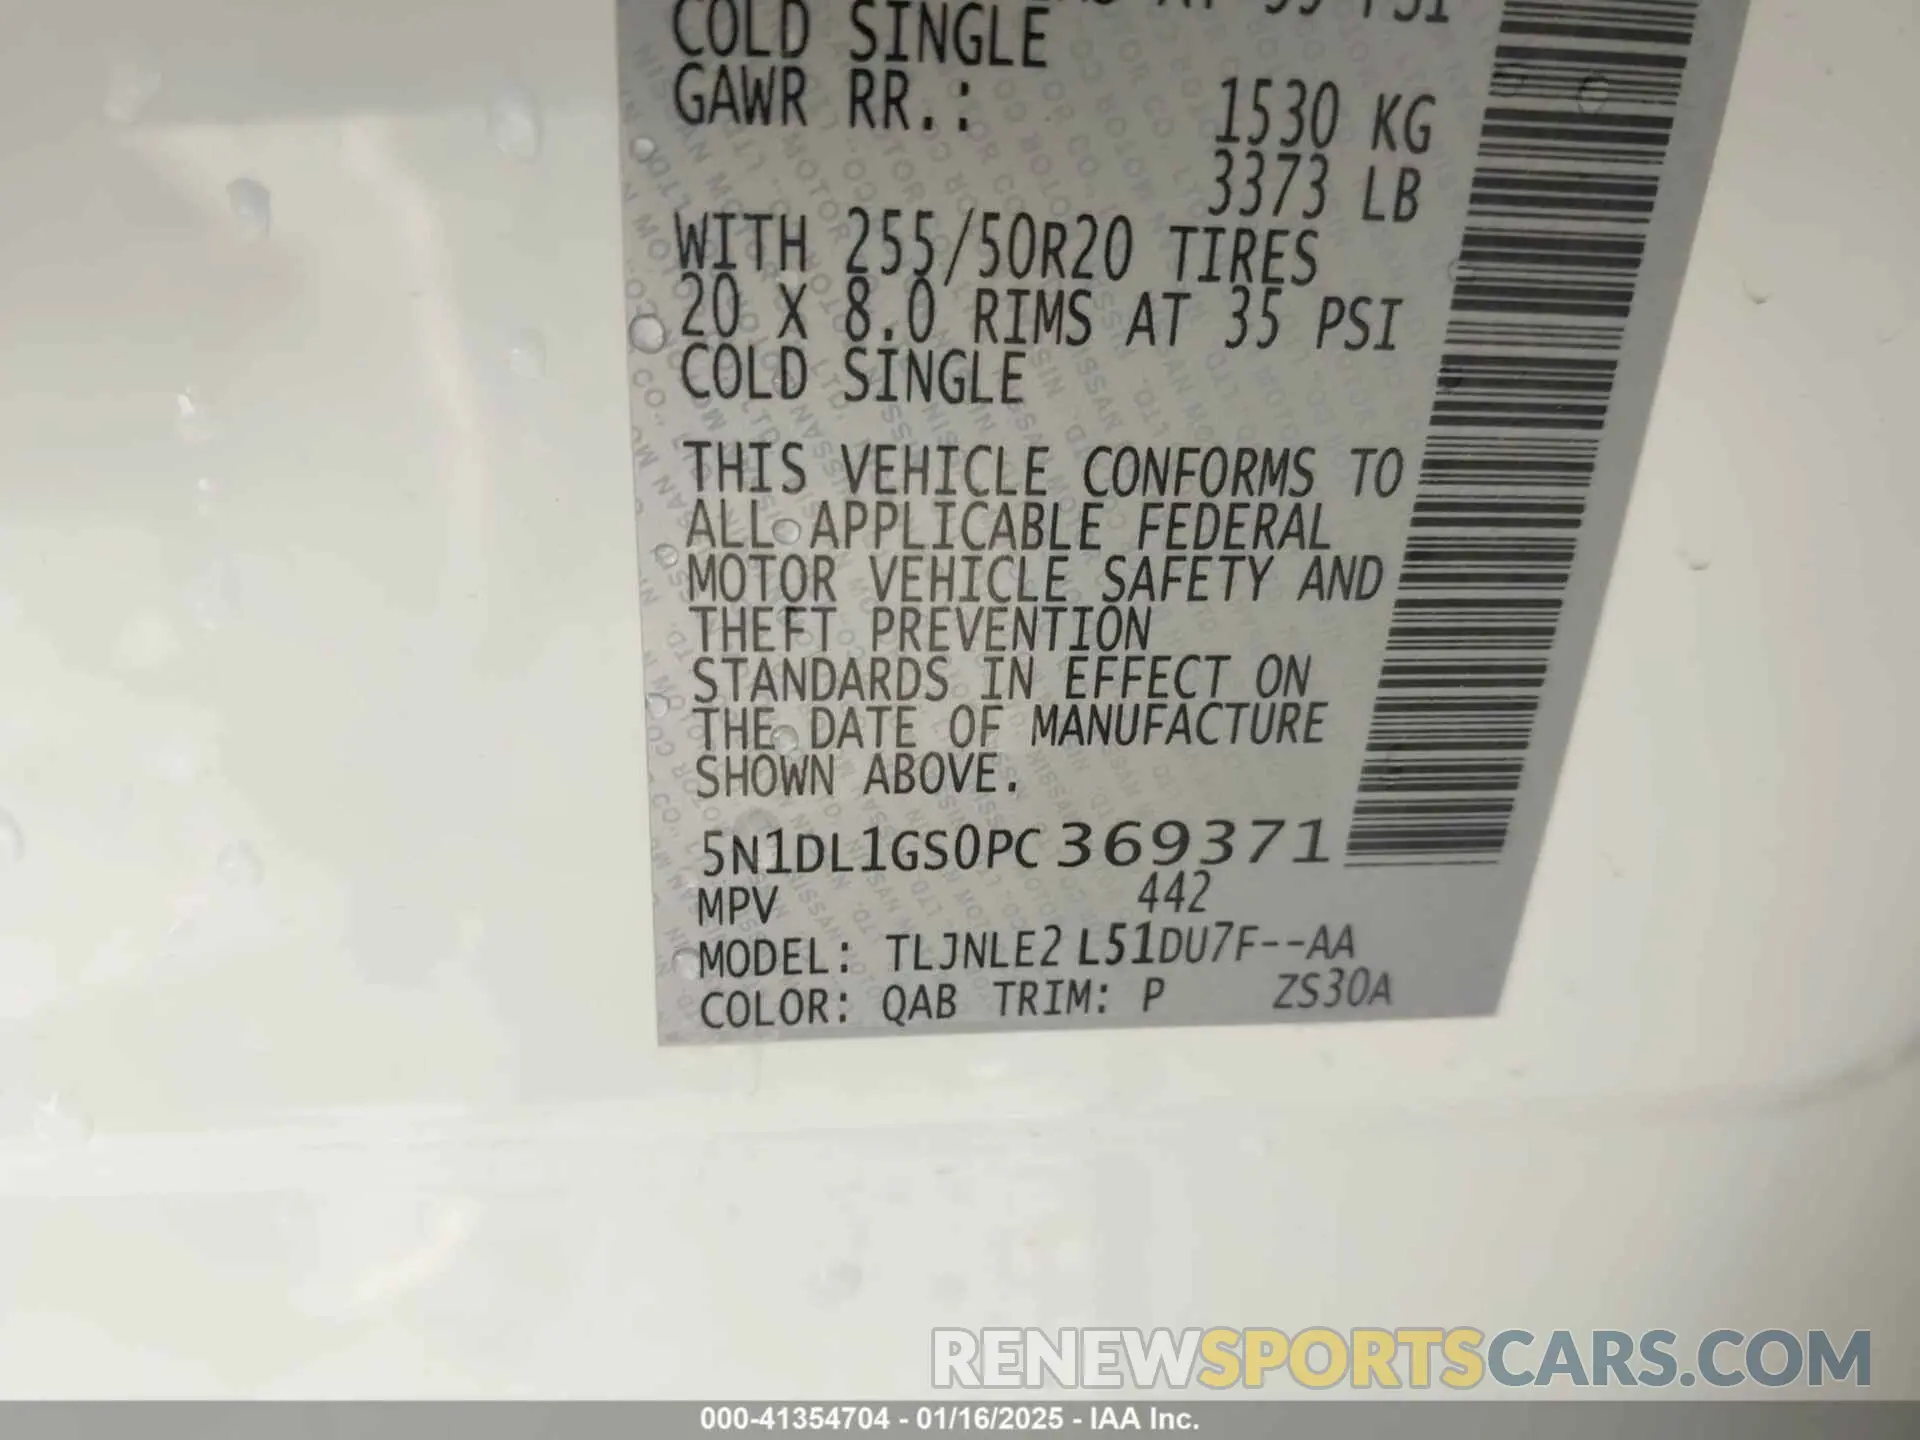 AT 35 PSI
COLD SINGLE
GAWR RR.: 1530 KG
3373 LB
WITH 255/50R20 TIRES
20 X 8.0 RIMS AT 35 PSI
COLD SINGLE
THIS VEHICLE CONFORMS TO
ALL APPLICABLE FEDERAL
MOTOR VEHICLE SAFETY AND
THEFT PREVENTION
STANDARDS IN EFFECT ON
THE DATE OF MANUFACTURE
SHOWN ABOVE.
5N1DL1GS0PC369371
MPV 442
MODEL: TLJNLE2 L51DU7F--AA
COLOR: QAB TRIM: P ZS30A
RENEWSPORTSCARS.COM
000-41354704 - 01/16/2025 - IAA Inc.